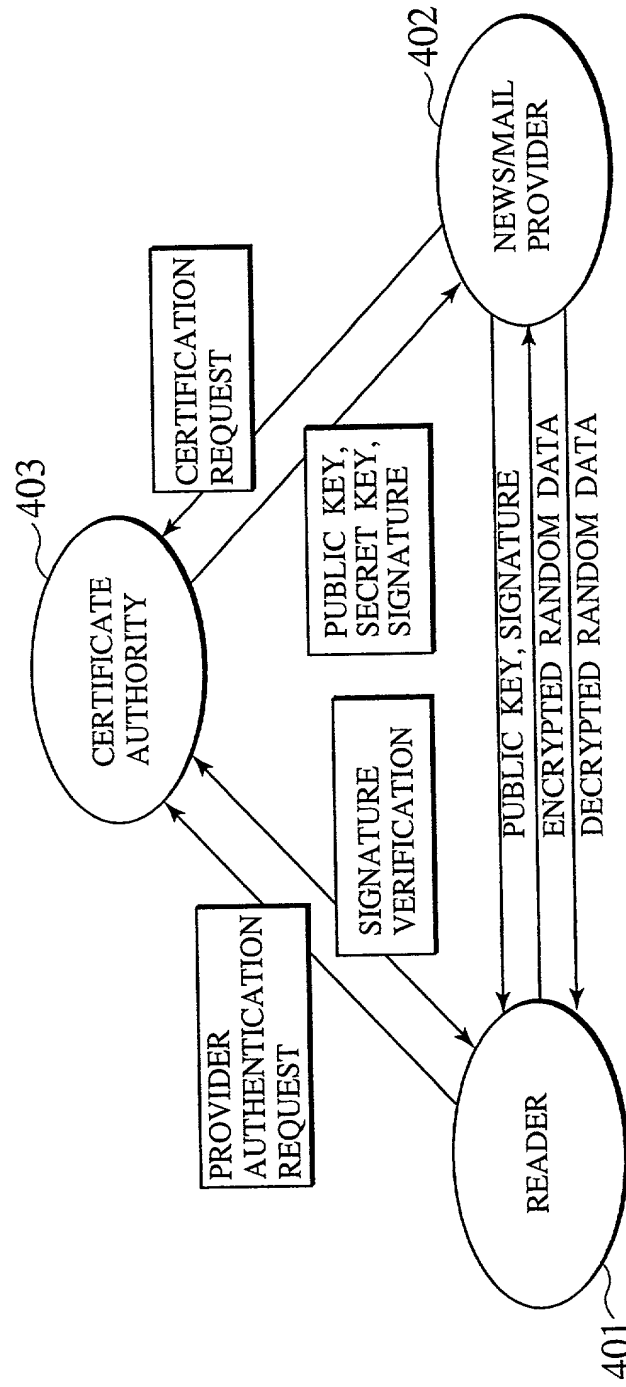 403
CERTIFICATE
AUTHORITY
PROVIDER
AUTHENTICATION
REQUEST
SIGNATURE
VERIFICATION
CERTIFICATION
REQUEST
PUBLIC KEY,
SECRET KEY,
SIGNATURE
402
NEWS/MAIL
PROVIDER
401
READER
PUBLIC KEY, SIGNATURE
ENCRYPTED RANDOM DATA
DECRYPTED RANDOM DATA